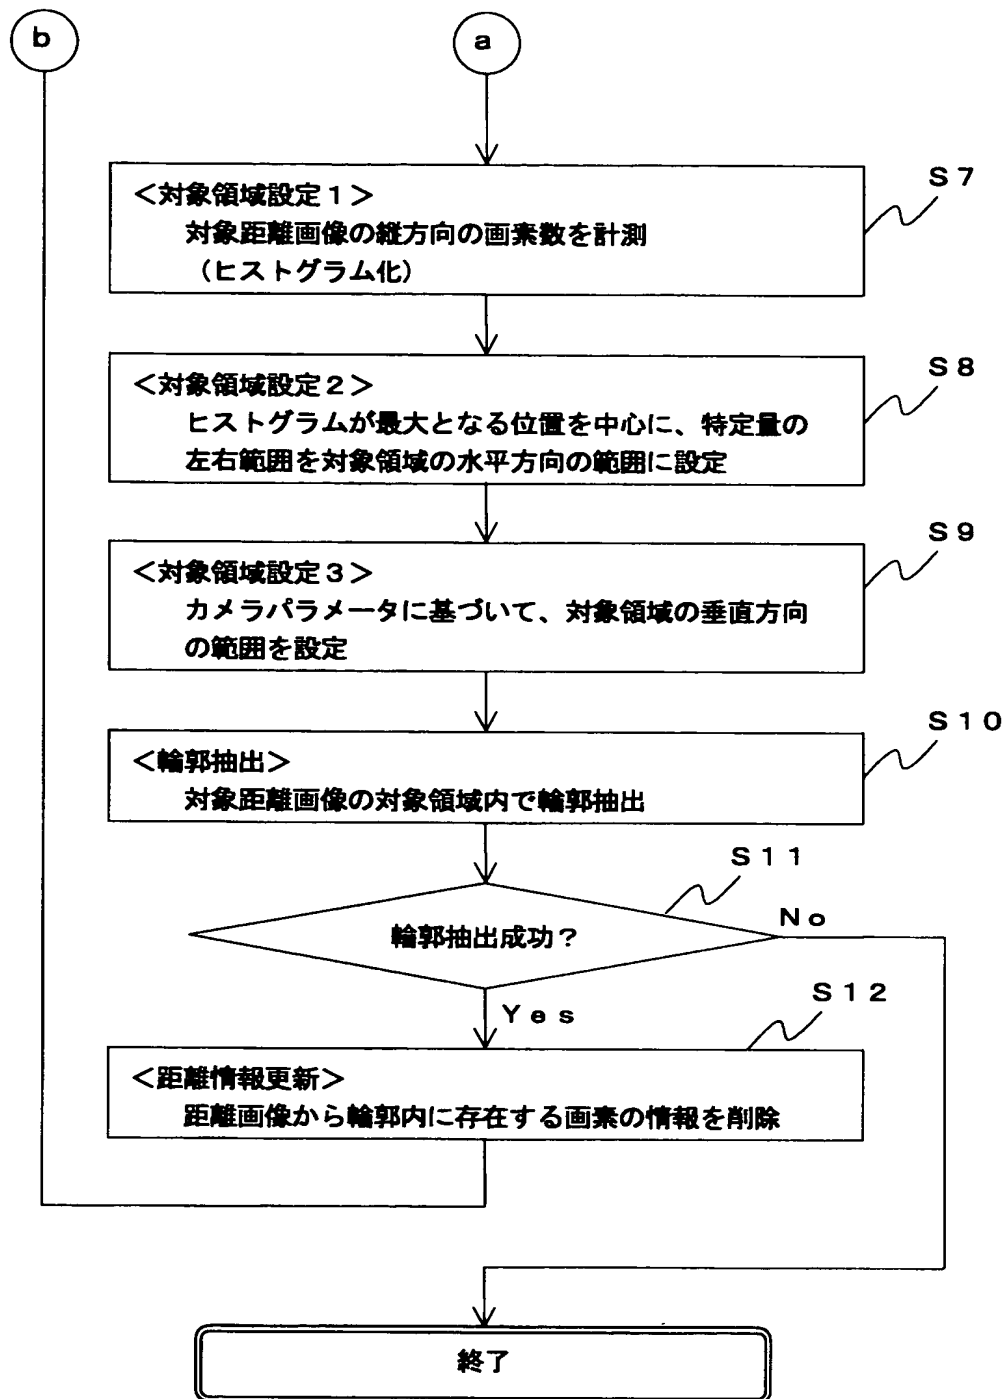 b
a
S7
<対象領域設定1>
対象距離画像の縦方向の画素数を計測
(ヒストグラム化)
S8
<対象領域設定2>
ヒストグラムが最大となる位置を中心に、特定量の
左右範囲を対象領域の水平方向の範囲に設定
S9
<対象領域設定3>
カメラパラメータに基づいて、対象領域の垂直方向
の範囲を設定
S10
<輪郭抽出>
対象距離画像の対象領域内で輪郭抽出
S11
輪郭抽出成功?
No
Yes
S12
<距離情報更新>
距離画像から輪郭内に存在する画素の情報を削除
終了